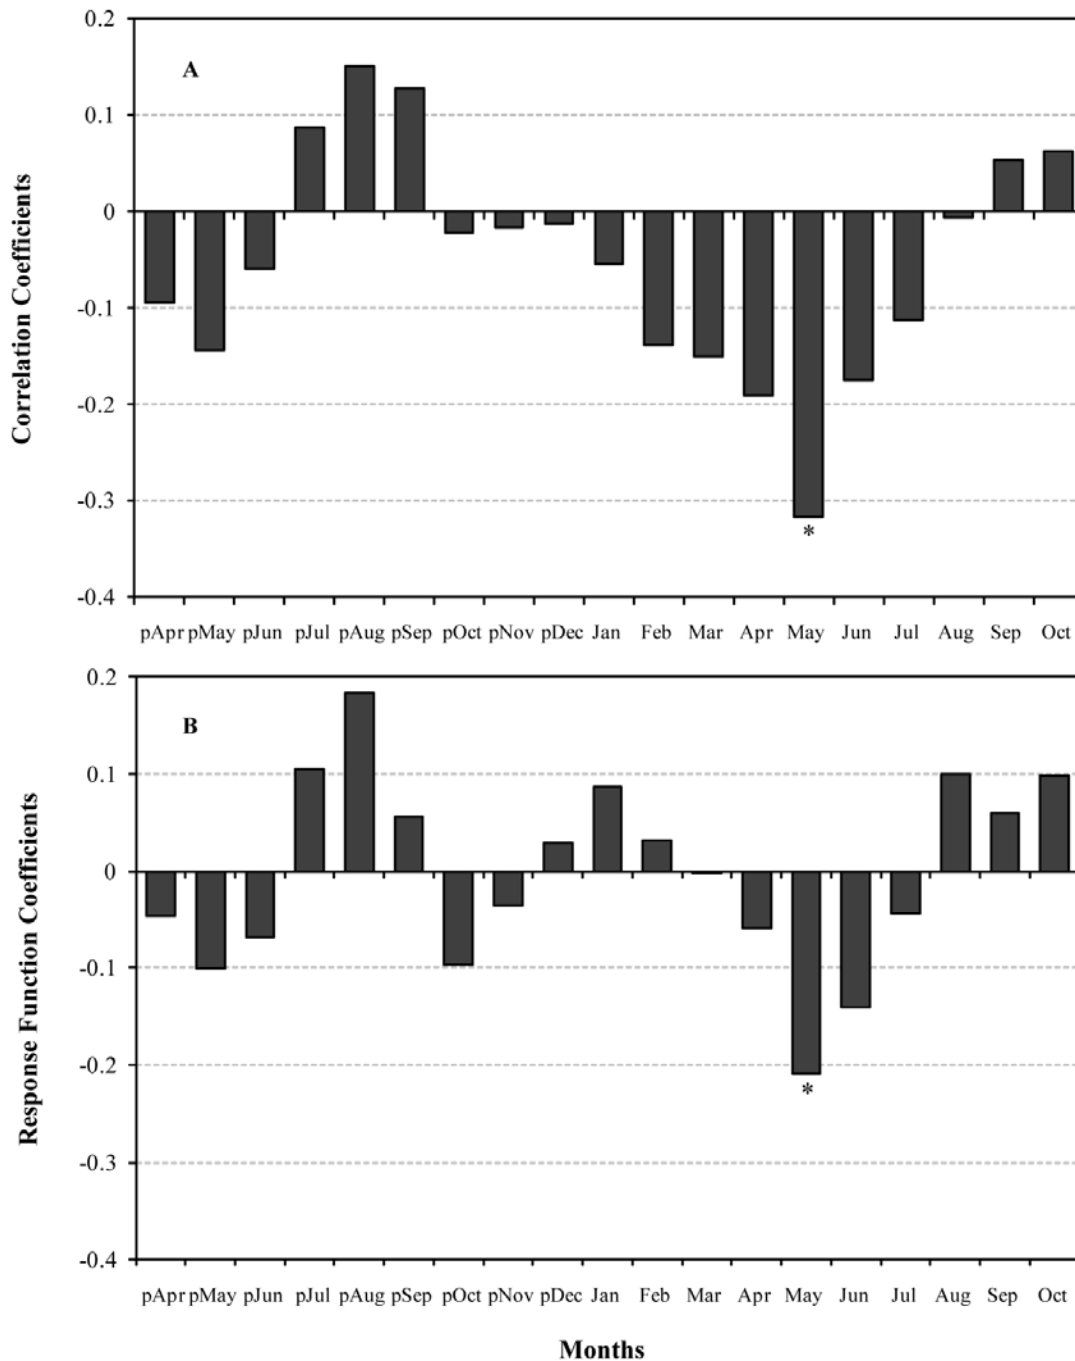 0.2
A
0.1
0
-0.1
-0.2
-0.3
*
-0.4
Correlation Coefficients
pApr pMay pJun pJul pAug pSep pOct pNov pDec Jan Feb Mar Apr May Jun Jul Aug Sep Oct
0.2
B
0.1
0
-0.1
-0.2
*
-0.3
-0.4
Response Function Coefficients
pApr pMay pJun pJul pAug pSep pOct pNov pDec Jan Feb Mar Apr May Jun Jul Aug Sep Oct
Months